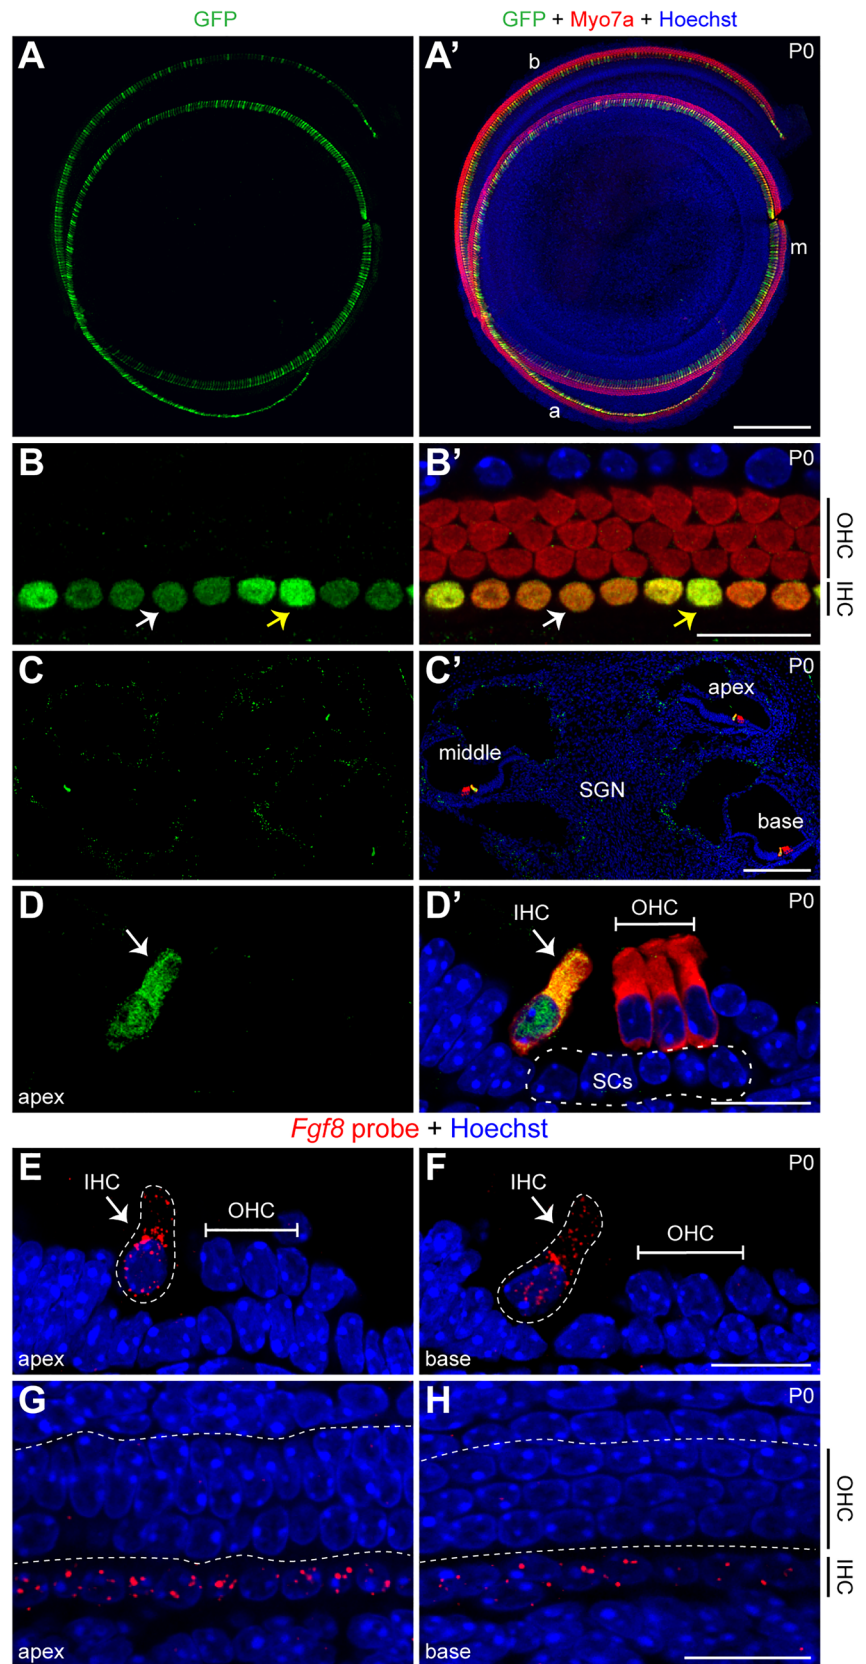 GFP
GFP + Myo7a + Hoechst
A
A’ b P0
m
a
B
B’ P0
OHC
IHC
C
C’ P0
apex
middle
SGN
base
D
D’ P0
IHC OHC
SCs
apex
Fgf8 probe + Hoechst
E
IHC
OHC
apex
F P0
IHC
OHC
base
G
apex
H P0
OHC
IHC
base